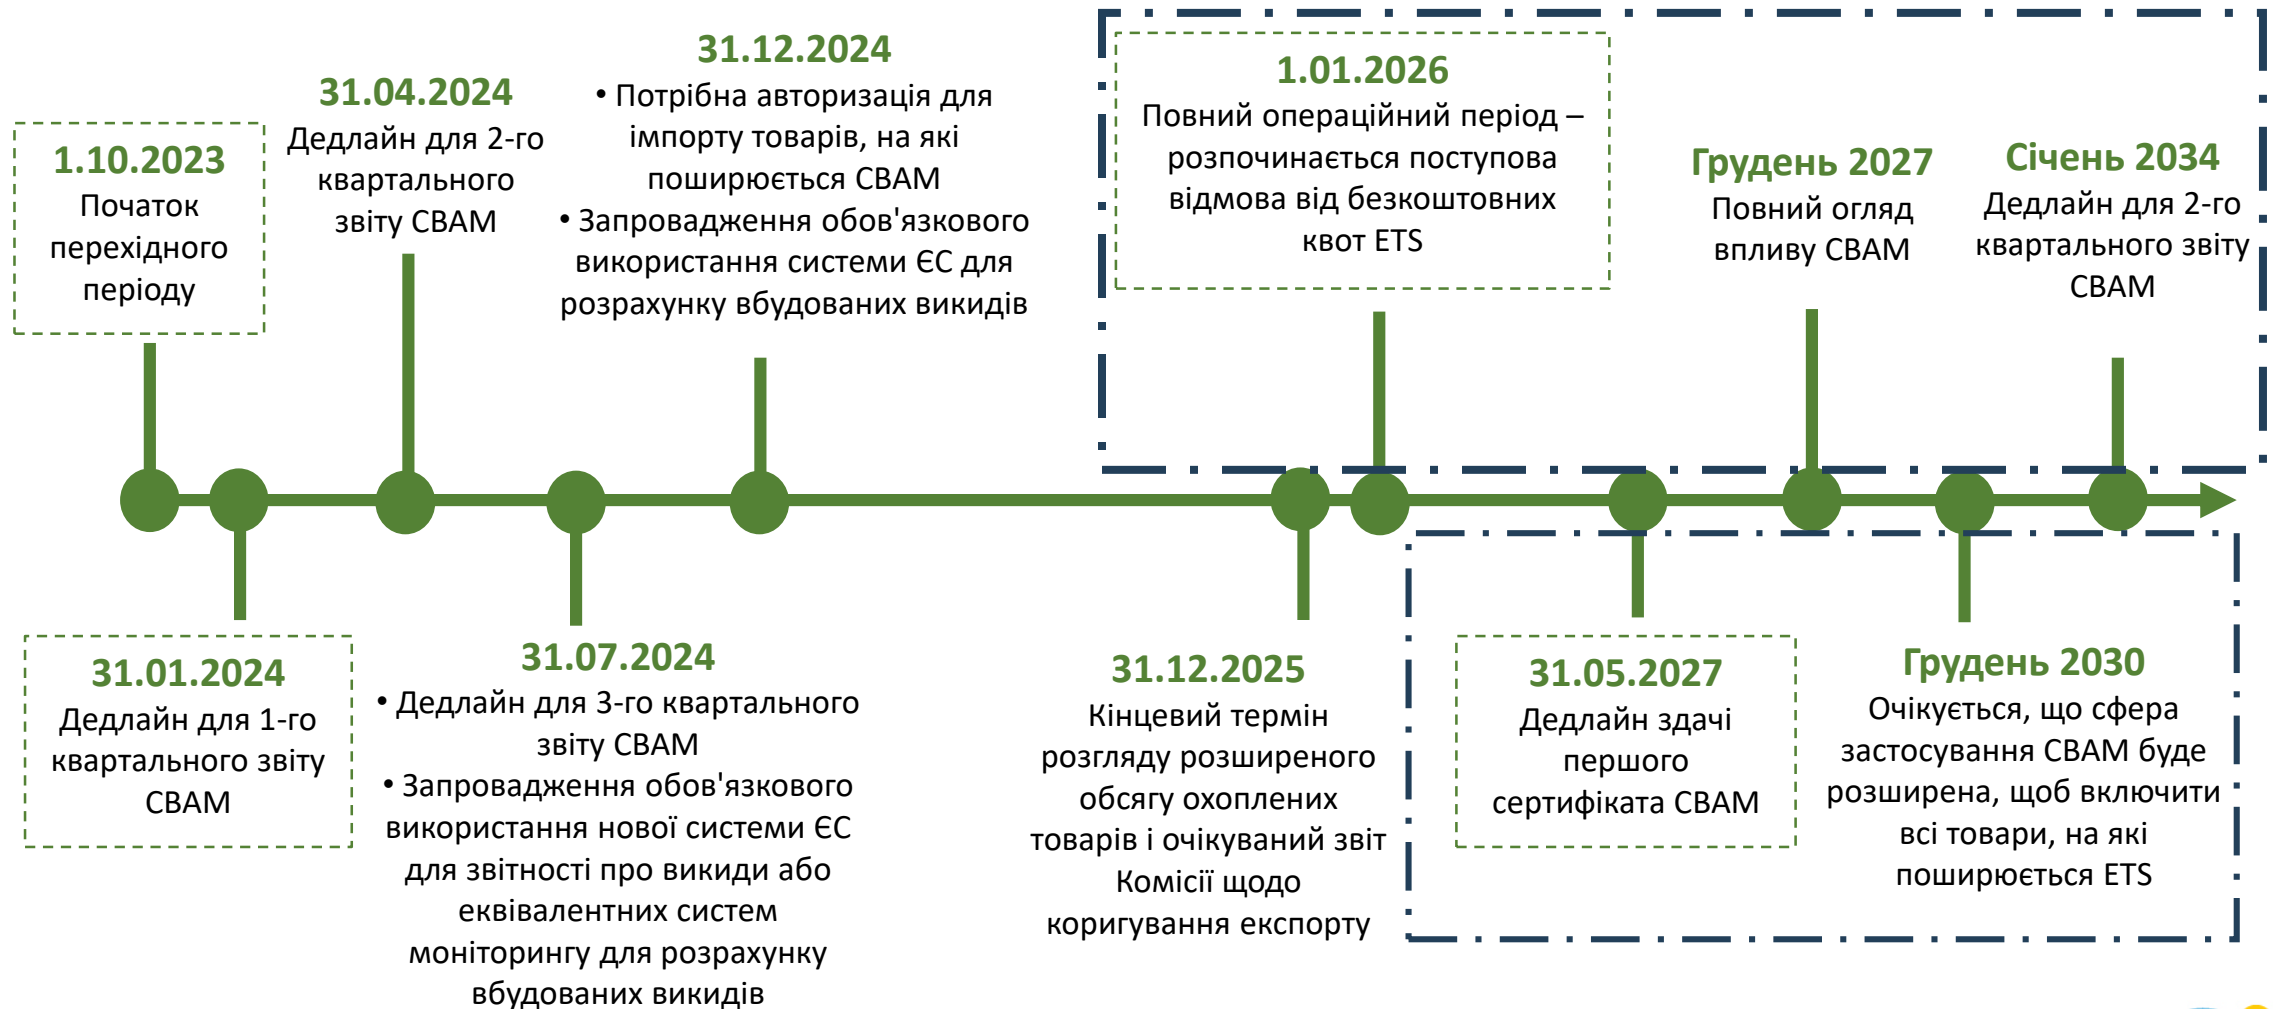 1.10.2023
Початок
перехідного
періоду
31.04.2024
Дедлайн для 2-го
квартального
звіту CBAM
31.12.2024
• Потрібна авторизація для
імпорту товарів, на які
поширюється CBAM
• Запровадження обов'язкового
використання системи ЄС для
розрахунку вбудованих викидів
1.01.2026
Повний операційний період –
розпочинається поступова
відмова від безкоштовних
квот ETS
Грудень 2027
Повний огляд
впливу CBAM
Січень 2034
Дедлайн для 2-го
квартального звіту
CBAM
31.01.2024
Дедлайн для 1-го
квартального звіту
CBAM
31.07.2024
• Дедлайн для 3-го квартального
звіту CBAM
• Запровадження обов'язкового
використання нової системи ЄС
для звітності про викиди або
еквівалентних систем
моніторингу для розрахунку
вбудованих викидів
31.12.2025
Кінцевий термін
розгляду розширеного
обсягу охоплених
товарів і очікуваний звіт
Комісії щодо
коригування експорту
31.05.2027
Дедлайн здачі
першого
сертифіката CBAM
Грудень 2030
Очікується, що сфера
застосування CBAM буде
розширена, щоб включити
всі товари, на які
поширюється ETS